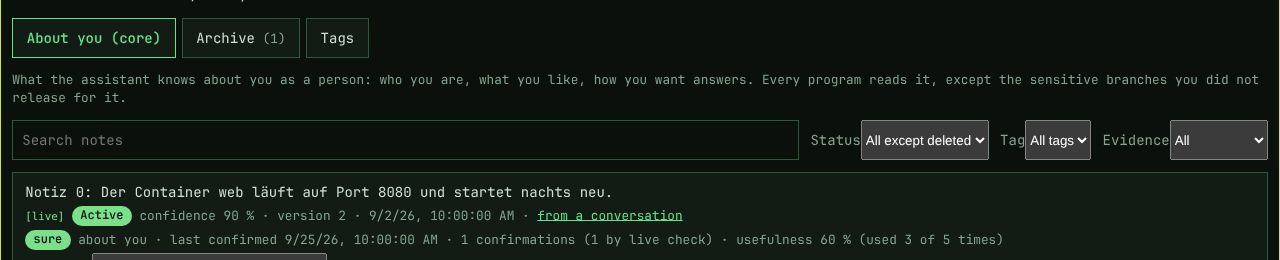 About you (core) Archive (1) Tags
What the assistant knows about you as a person: who you are, what you like, how you want answers. Every program reads it, except the sensitive branches you did not
release for it.
Search notes Status All except deleted Tag All tags Evidence All
Notiz 0: Der Container web läuft auf Port 8080 und startet nachts neu.
[live] Active confidence 90 % · version 2 · 9/2/26, 10:00:00 AM · from a conversation
sure about you · last confirmed 9/25/26, 10:00:00 AM · 1 confirmations (1 by live check) · usefulness 60 % (used 3 of 5 times)